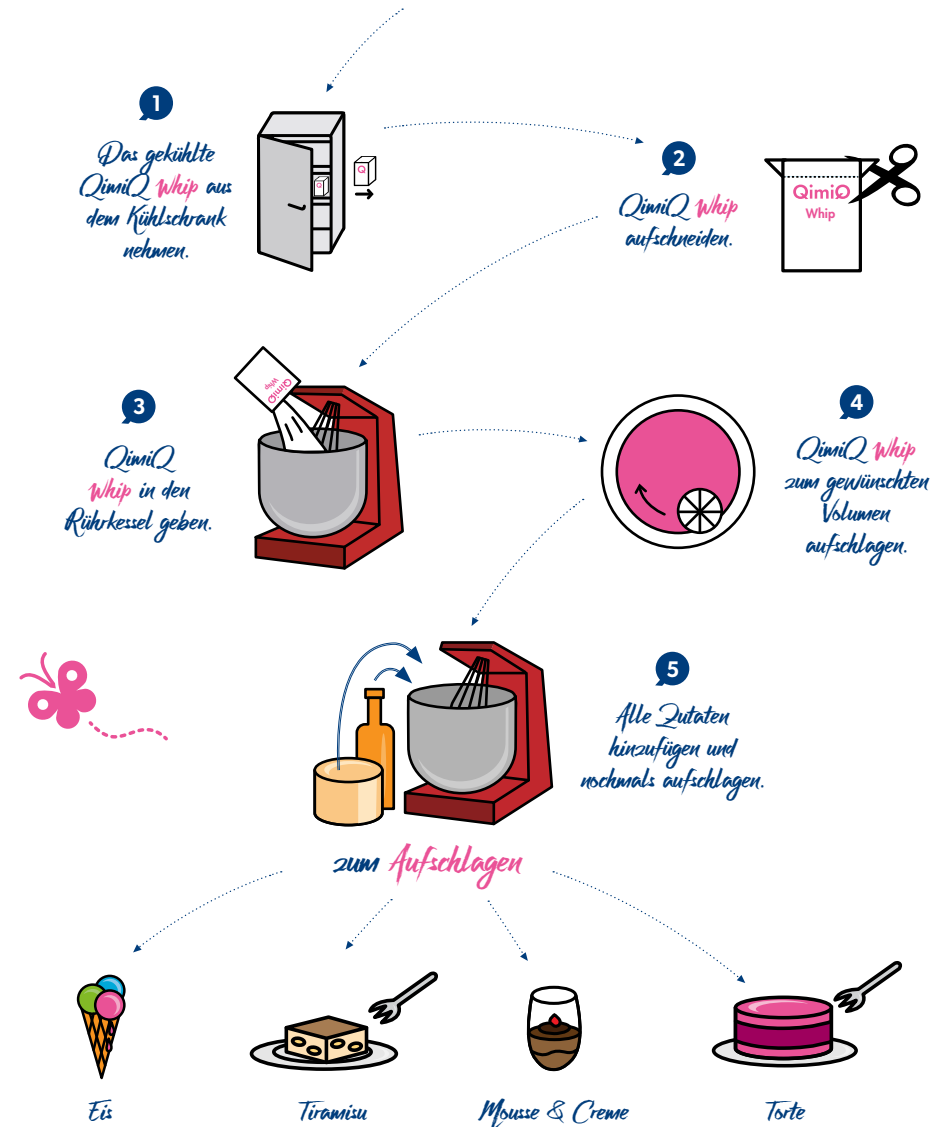 1
Das gekühlte
QimiQ Whip aus
dem Kühlschrank
nehmen.
Q
Q
2
QimiQ Whip
aufschneiden.
QimiQ
Whip
3
QimiQ
Whip in den
Rührkessel geben.
QimiQ
Whip
4
QimiQ Whip
zum gewünschten
Volumen
aufschlagen.
5
Alle Zutaten
hinzufügen und
nochmals aufschlagen.
zum Aufschlagen
Eis
Tiramisu
Mousse & Creme
Torte